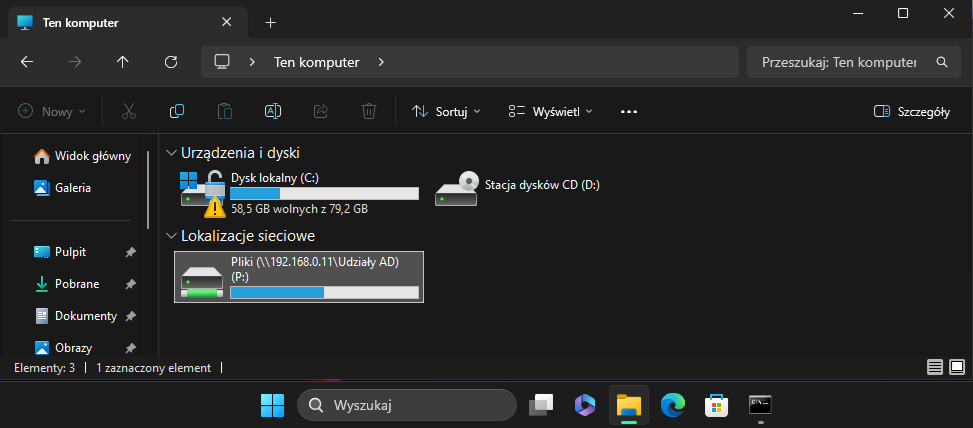 Ten komputer
Ten komputer
Przeszukaj: Ten komputer
Nowy
Sortuj
Wyświetl
Szczegóły
Widok główny
Galeria
Pulpit
Pobrane
Dokumenty
Obrazy
Urządzenia i dyski
Dysk lokalny (C:)
58,5 GB wolnych z 79,2 GB
Stacja dysków CD (D:)
Lokalizacje sieciowe
Pliki (\\192.168.0.11\Udziały AD)
(P:)
Elementy: 3
1 zaznaczony element
Wyszukaj